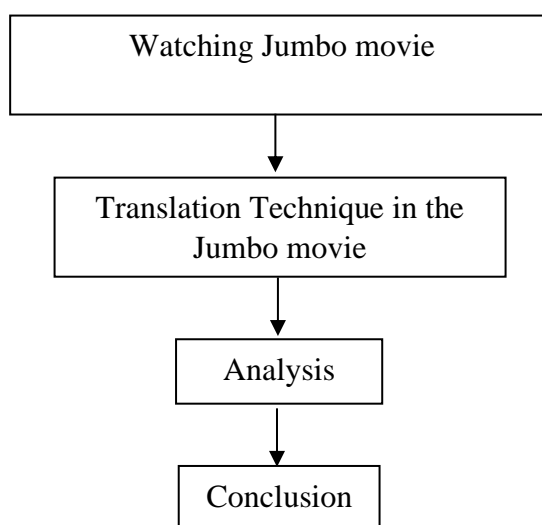 Watching Jumbo movie
Translation Technique in the
Jumbo movie
Analysis
Conclusion